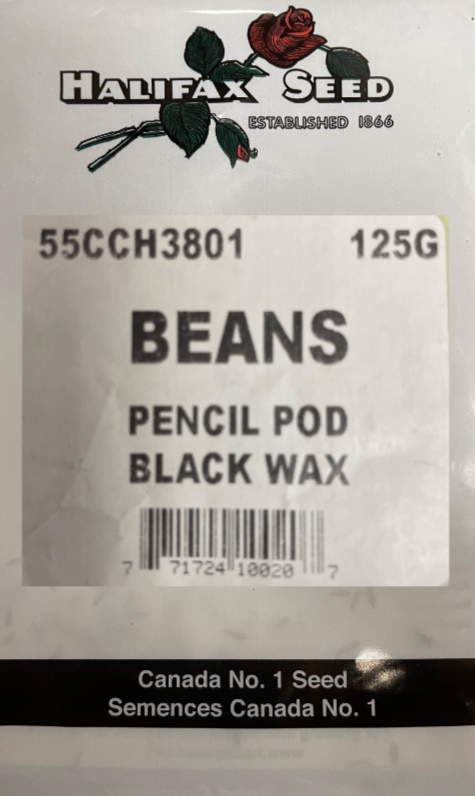 HALIFAX SEED
ESTABLISHED 1866
55CCH3801 125G
BEANS
PENCIL POD
BLACK WAX
7 71724 10020 7
Canada No. 1 Seed
Semences Canada No. 1